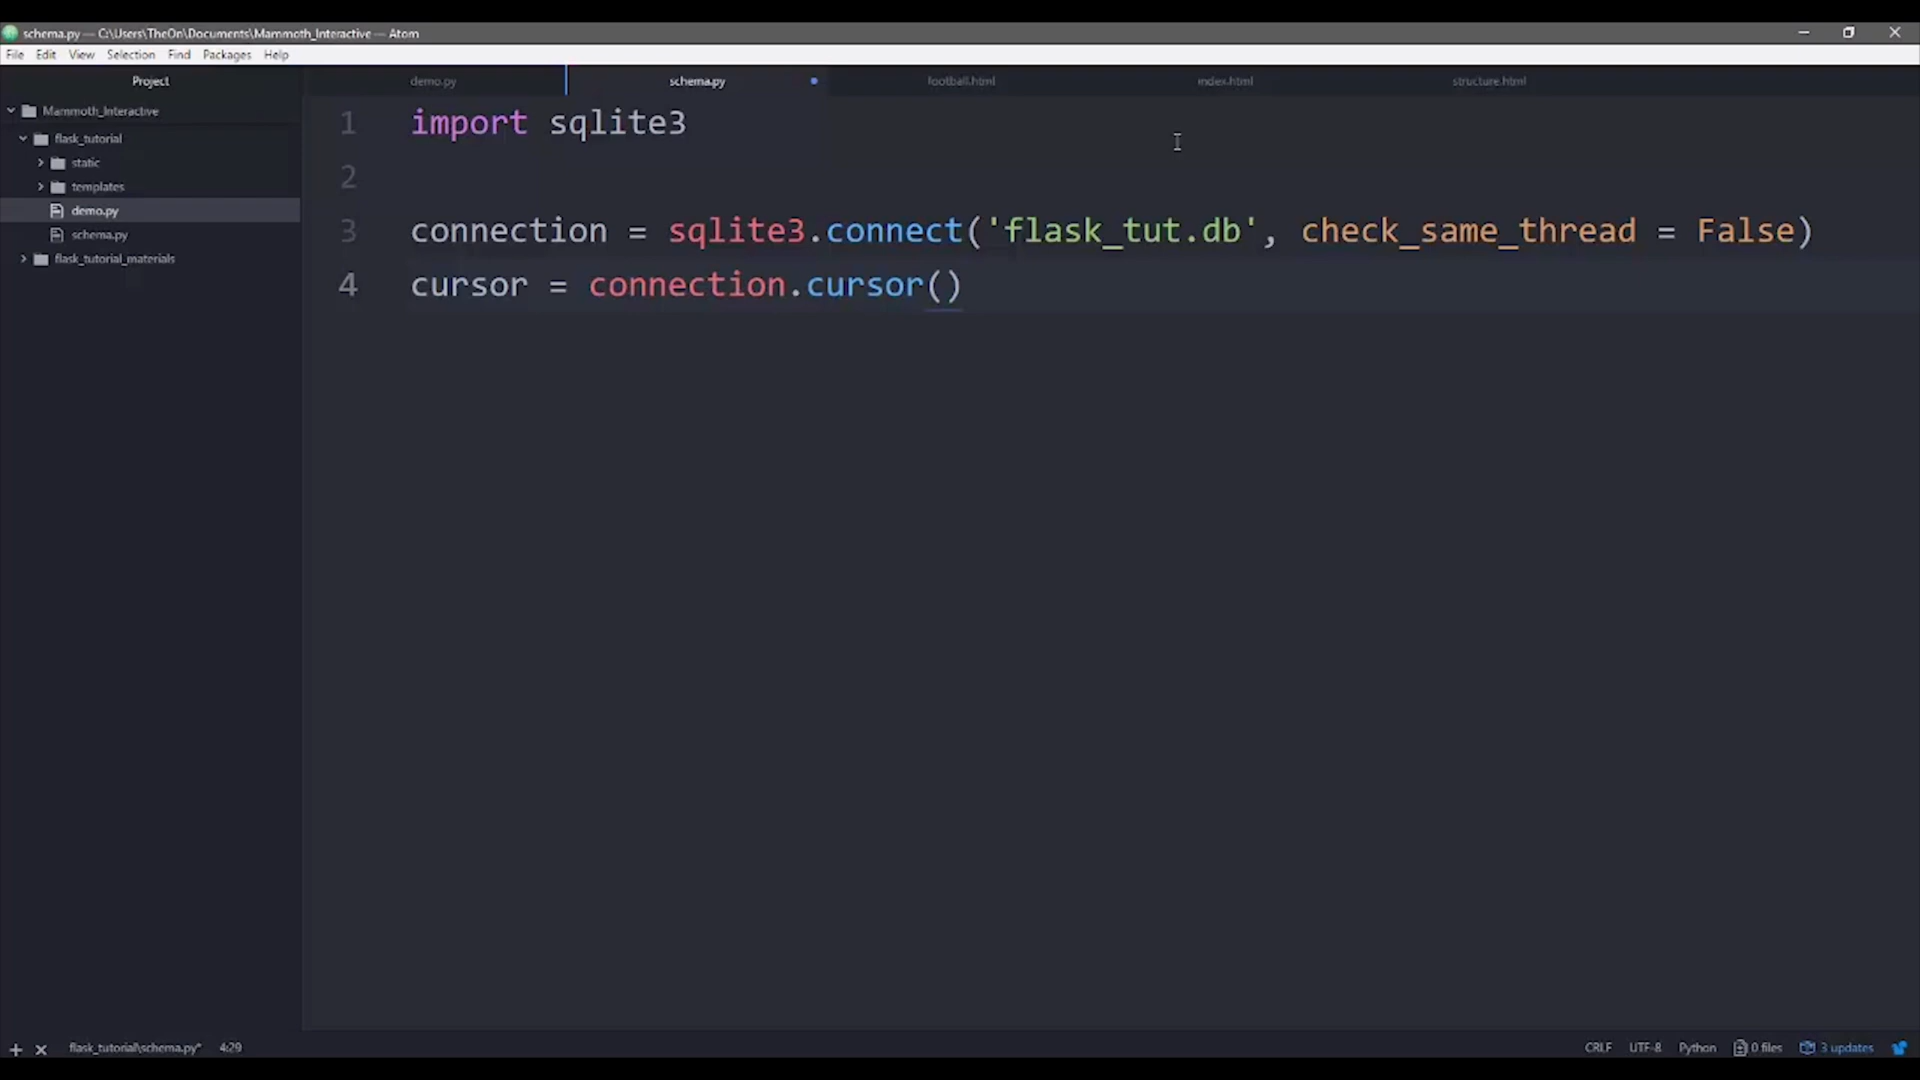 schema.py — C:\Users\TheOn\Documents\Mammoth_Interactive — Atom
File Edit View Selection Find Packages Help
Project
demo.py schema.py football.html index.html structure.html
Mammoth_Interactive
flask_tutorial
static
templates
demo.py
schema.py
flask_tutorial_materials
1 import sqlite3
2
3 connection = sqlite3.connect('flask_tut.db', check_same_thread = False)
4 cursor = connection.cursor()
flask_tutorial\schema.py* 4:29 CRLF UTF-8 Python 0 files 3 updates